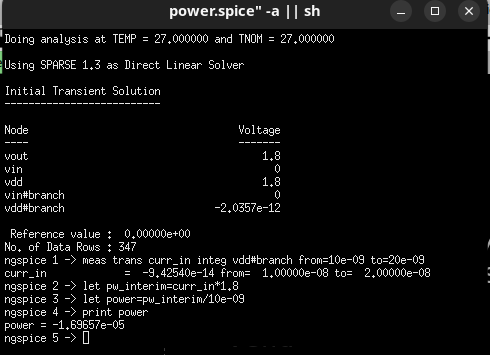 power.spice" -a || sh
Doing analysis at TEMP = 27.000000 and TNOM = 27.000000
Using SPARSE 1.3 as Direct Linear Solver
Initial Transient Solution
--------------------------
Node Voltage
---- -------
vout 1.8
vin 0
vdd 1.8
vin#branch 0
vdd#branch -2.0357e-12
Reference value : 0.00000e+00
No. of Data Rows : 347
ngspice 1 -> meas trans curr_in integ vdd#branch from=10e-09 to=20e-09
curr_in = -9.42540e-14 from= 1.00000e-08 to= 2.00000e-08
ngspice 2 -> let pw_interim=curr_in*1.8
ngspice 3 -> let power=pw_interim/10e-09
ngspice 4 -> print power
power = -1.69657e-05
ngspice 5 ->